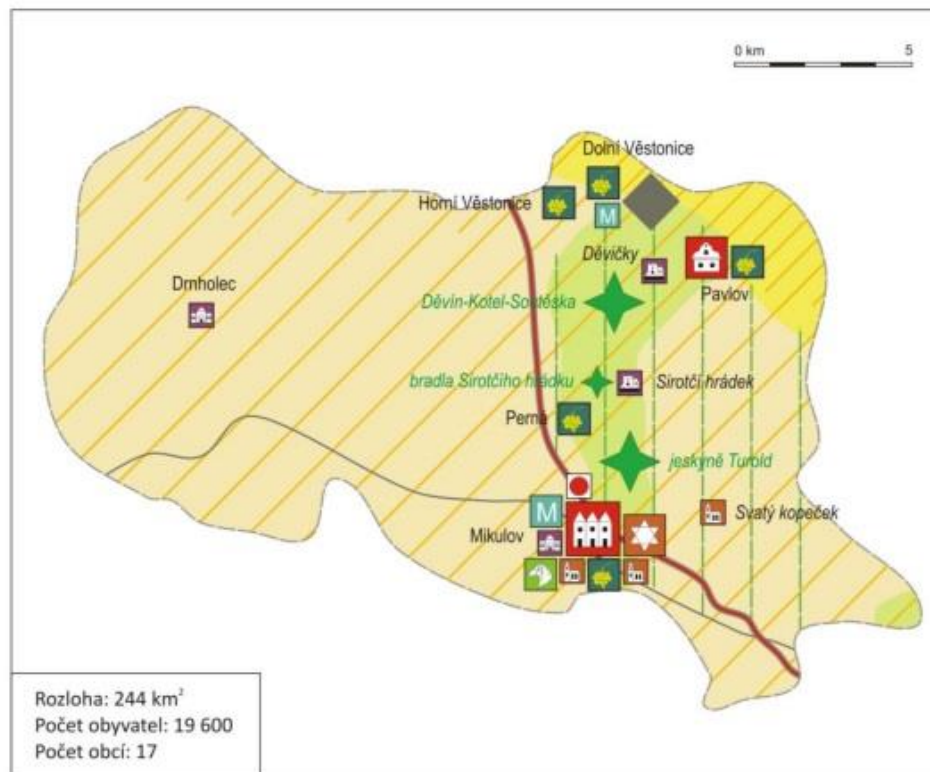 0 km 5
Dolní Věstonice
Horní Věstonice
M
Děvičky
Drnholec
Pavlov
Děvín-Kotel-Soutěska
bradla Sirotčího hrádku
Sirotčí hrádek
Perná
jeskyně Turold
M
Svatý kopeček
Mikulov
Rozloha: 244 km²
Počet obyvatel: 19 600
Počet obcí: 17